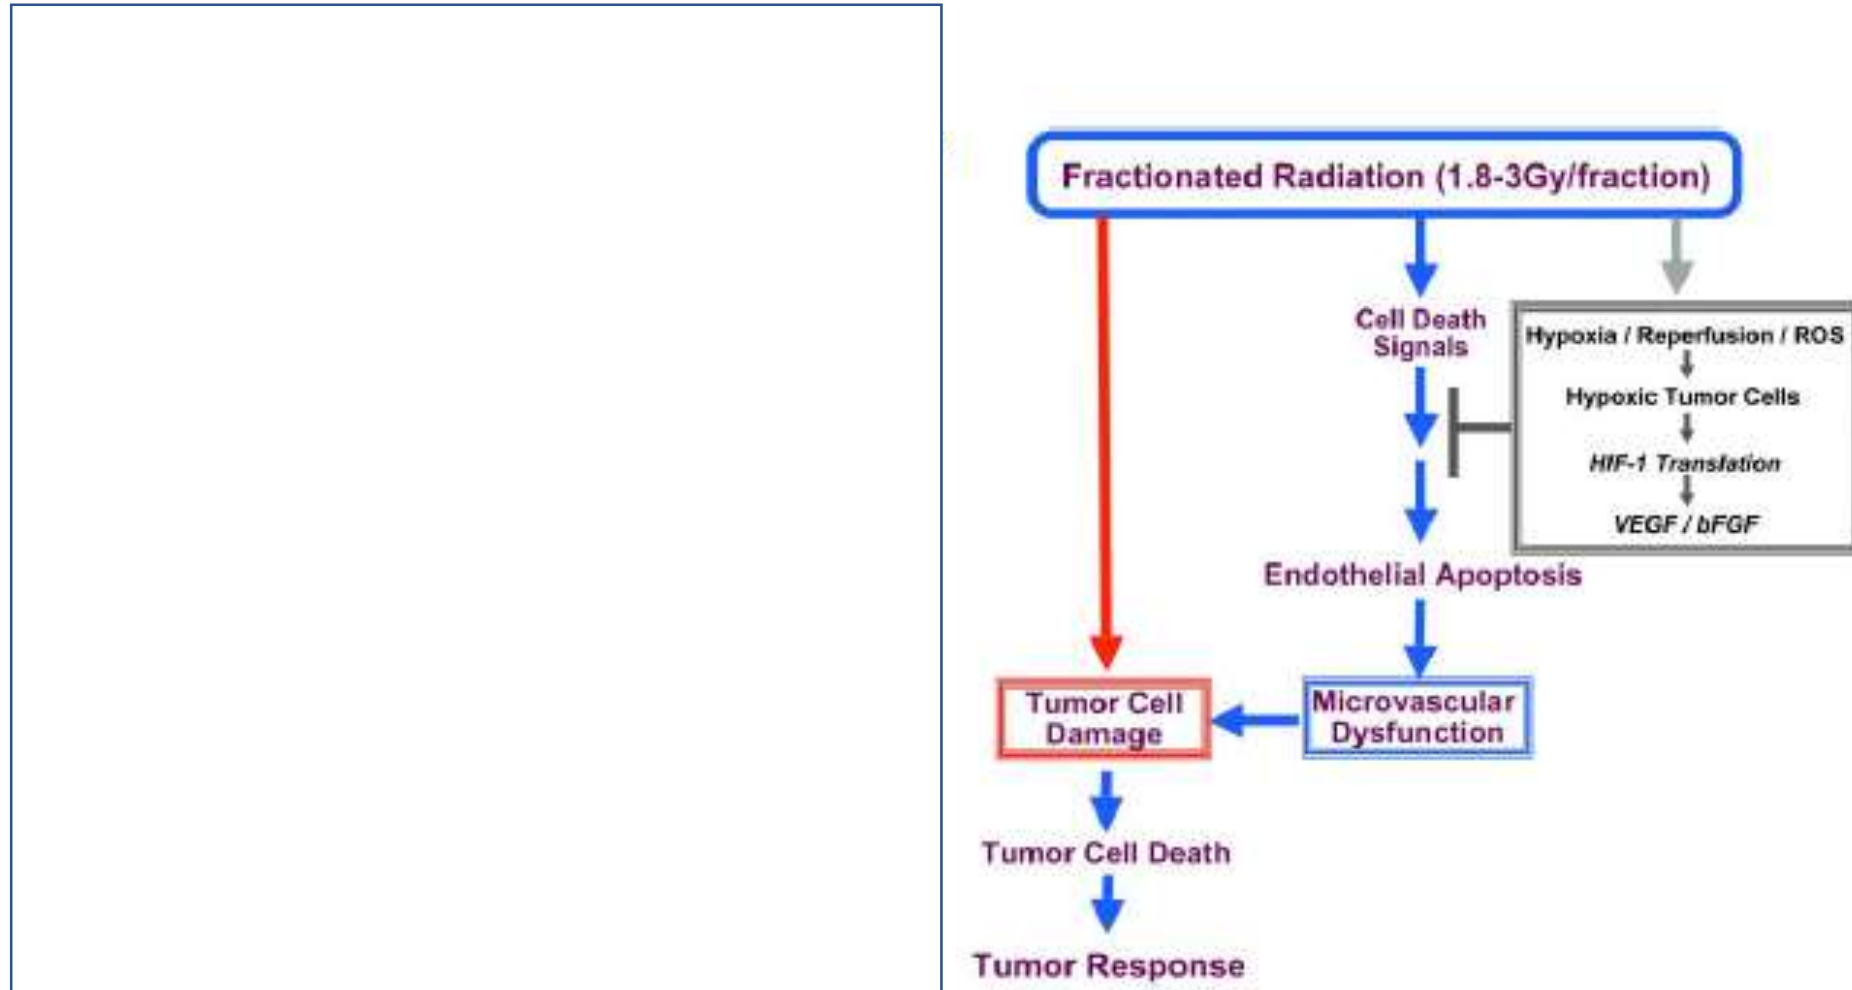 Fractionated Radiation (1.8-3Gy/fraction)
Cell Death
Signals
Hypoxia / Reperfusion / ROS
Hypoxic Tumor Cells
HIF-1 Translation
VEGF / bFGF
Endothelial Apoptosis
Tumor Cell
Damage
Microvascular
Dysfunction
Tumor Cell Death
Tumor Response